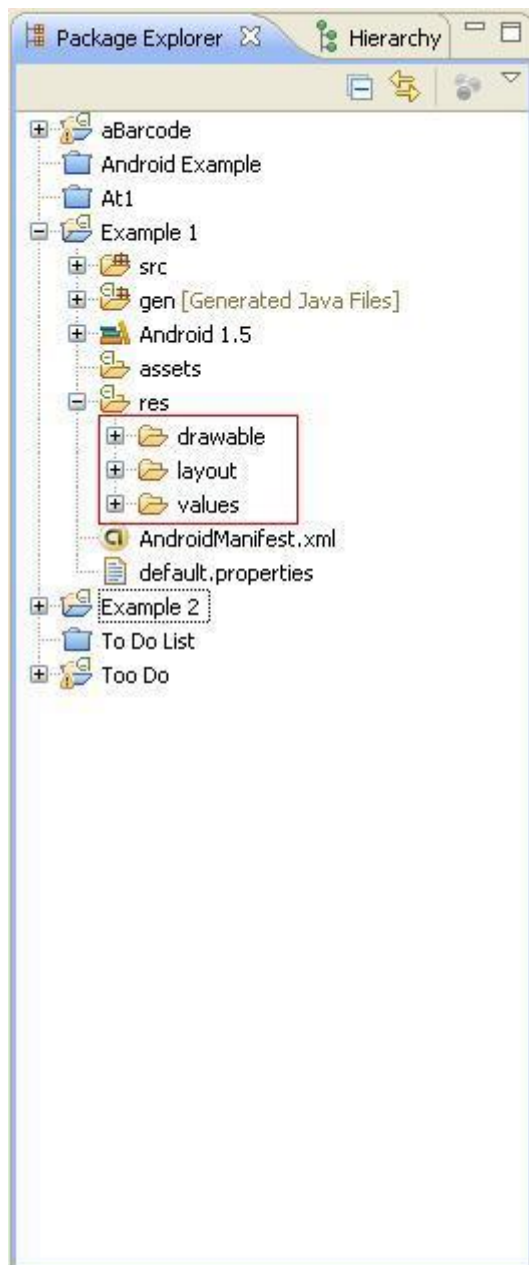 Package Explorer Hierarchy
aBarcode
Android Example
At1
Example 1
src
gen [Generated Java Files]
Android 1.5
assets
res
drawable
layout
values
AndroidManifest.xml
default.properties
Example 2
To Do List
Too Do